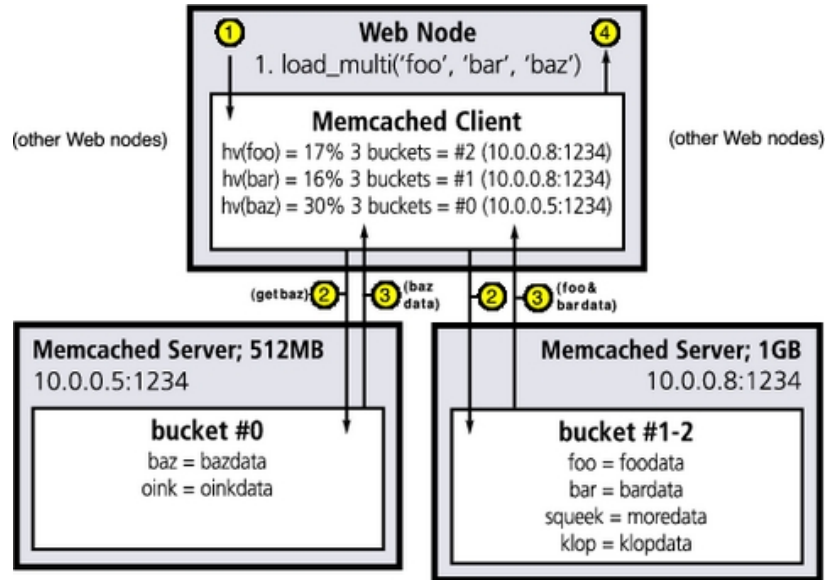 1
Web Node
4
1. load_multi(‘foo’, ‘bar’, ‘baz’)
(other Web nodes)
(other Web nodes)
Memcached Client
hv(foo) = 17% 3 buckets = #2 (10.0.0.8:1234)
hv(bar) = 16% 3 buckets = #1 (10.0.0.8:1234)
hv(baz) = 30% 3 buckets = #0 (10.0.0.5:1234)
(get baz)
2
3
(baz
data)
2
3
(foo &
bar data)
Memcached Server; 512MB
10.0.0.5:1234
bucket #0
baz = bazdata
oink = oinkdata
Memcached Server; 1GB
10.0.0.8:1234
bucket #1-2
foo = foodata
bar = bardata
squeek = moredata
klop = klopdata